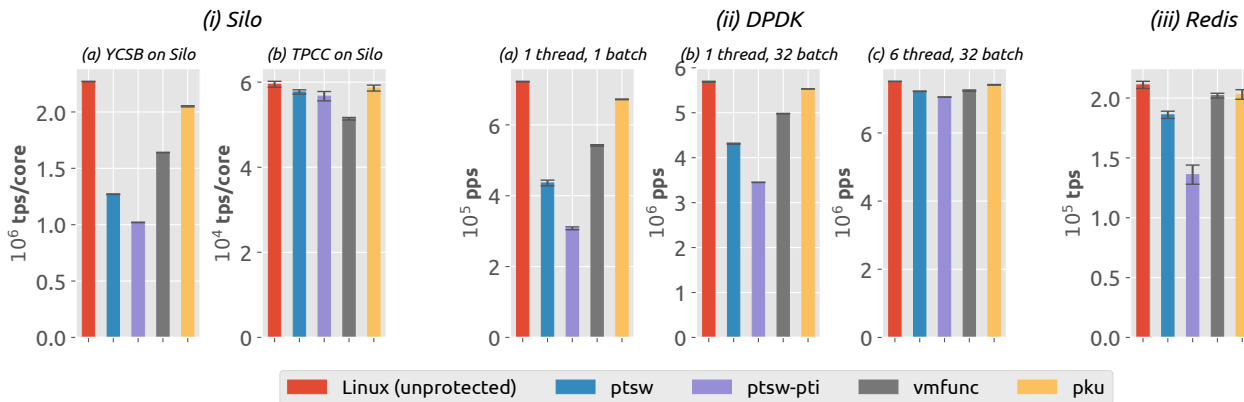 (i) Silo
(a) YCSB on Silo
(b) TPCC on Silo
10⁶ tps/core
2.0
1.5
1.0
0.5
0.0
10⁴ tps/core
6
4
2
0
(ii) DPDK
(a) 1 thread, 1 batch
(b) 1 thread, 32 batch
(c) 6 thread, 32 batch
10⁵ pps
6
4
2
0
10⁶ pps
6
5
4
3
2
1
0
10⁶ pps
6
4
2
0
(iii) Redis
10⁵ tps
2.0
1.5
1.0
0.5
0.0
Linux (unprotected)
ptsw
ptsw-pti
vmfunc
pku